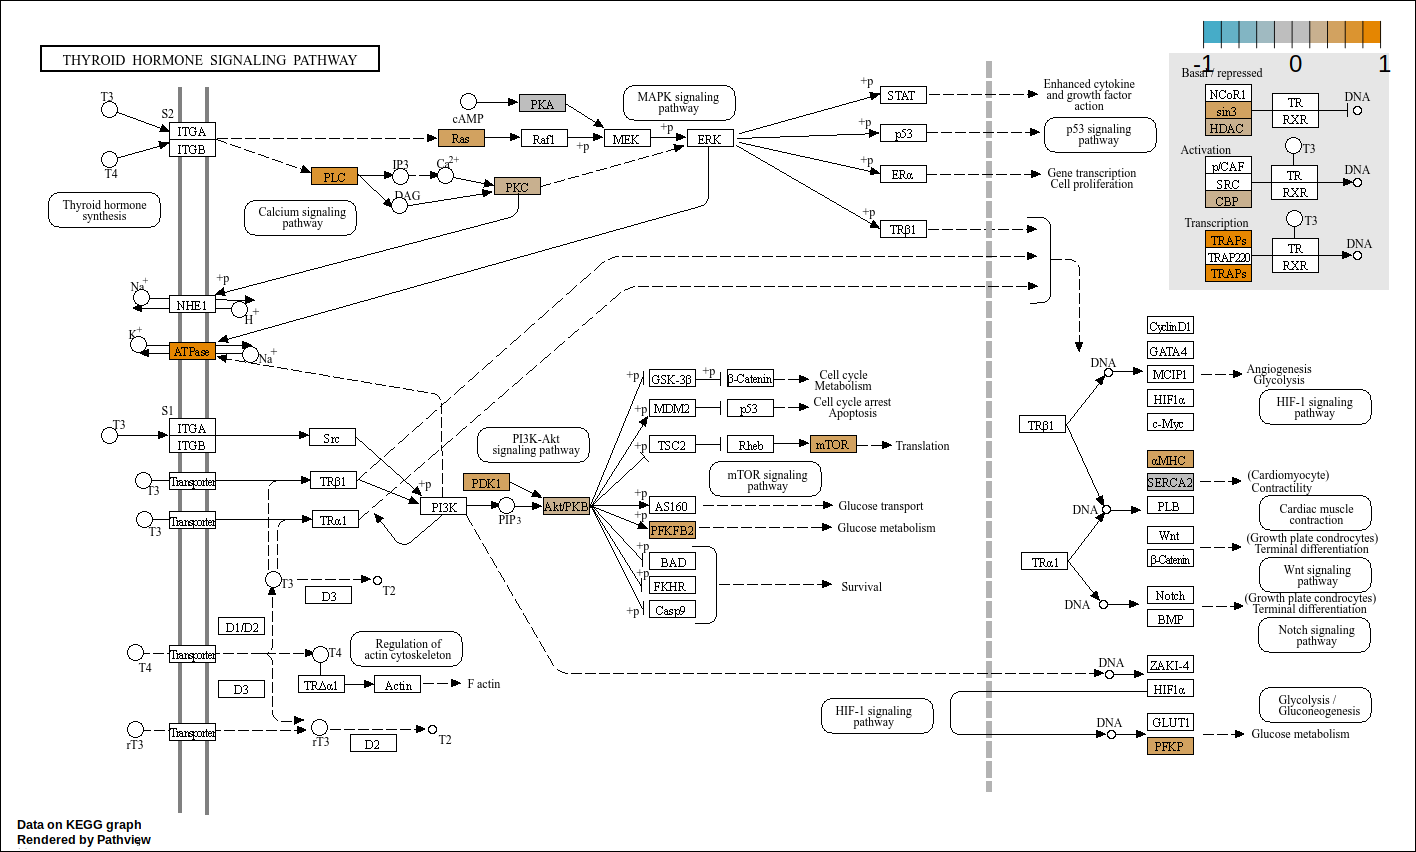 THYROID HORMONE SIGNALING PATHWAY
-1
0
1
Basal / repressed
NCoR1
sin3
HDAC
TR
RXR
DNA
Activation
p/CAF
SRC
CBP
T3
TR
RXR
DNA
Transcription
TRAPs
TRAP220
TRAPs
T3
TR
RXR
DNA
T3
T4
S2
ITGA
ITGB
Thyroid hormone
synthesis
cAMP
PKA
Ras
Raf1
+p
MEK
+p
ERK
MAPK signaling
pathway
PLC
IP3
Ca2+
DAG
PKC
Calcium signaling
pathway
+p
STAT
Enhanced cytokine
and growth factor
action
+p
p53
p53 signaling
pathway
+p
ERα
Gene transcription
Cell proliferation
+p
TRβ1
Na+
+p
NHE1
H+
K+
ATPase
Na+
S1
T3
ITGA
ITGB
Src
T3
Transporter
TRβ1
T3
Transporter
TRα1
+p
PI3K
PI3K-Akt
signaling pathway
PDK1
PIP3
Akt/PKB
+p
GSK-3β
+p
β-Catenin
Cell cycle
Metabolism
+p
MDM2
p53
Cell cycle arrest
Apoptosis
+p
TSC2
Rheb
mTOR
Translation
mTOR signaling
pathway
+p
AS160
Glucose transport
+p
PFKFB2
Glucose metabolism
+p
BAD
+p
FKHR
Survival
+p
Casp9
T3
T2
D3
D1/D2
T4
Transporter
T4
Regulation of
actin cytoskeleton
TRΔα1
Actin
F actin
D3
rT3
Transporter
rT3
D2
T2
TRβ1
DNA
CyclinD1
GATA4
MCIP1
HIF1α
c-Myc
Angiogenesis
Glycolysis
HIF-1 signaling
pathway
DNA
αMHC
SERCA2
PLB
(Cardiomyocyte)
Contractility
Cardiac muscle
contraction
TRα1
Wnt
β-Catenin
(Growth plate condrocytes)
Terminal differentiation
Wnt signaling
pathway
DNA
Notch
BMP
(Growth plate condrocytes)
Terminal differentiation
Notch signaling
pathway
DNA
ZAKI-4
HIF1α
HIF-1 signaling
pathway
DNA
GLUT1
PFKP
Glycolysis /
Gluconeogenesis
Glucose metabolism
Data on KEGG graph
Rendered by Pathview